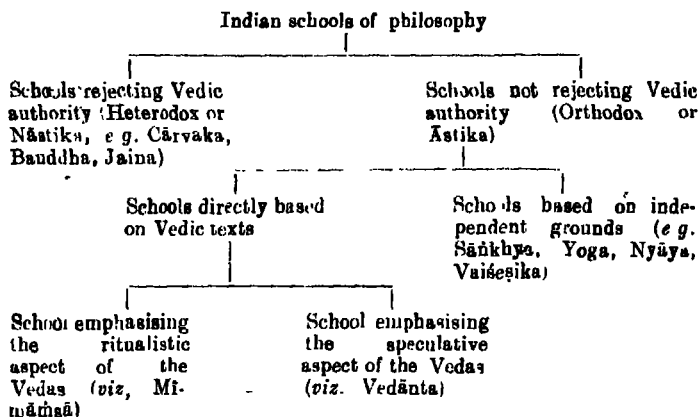 Indian schools of philosophy
Schools rejecting Vedic
authority (Heterodox or
Nāstika, e g. Cārvaka,
Bauddha, Jaina)
Schools not rejecting Vedic
authority (Orthodox or
Āstika)
Schools directly based
on Vedic texts
Schools based on inde-
pendent grounds (e g.
Sāṅkhya, Yoga, Nyāya,
Vaiśeṣika)
School emphasising
the ritualistic
aspect of the
Vedas (viz, Mī-
māṁsā)
School emphasising
the speculative
aspect of the Vedas
(viz. Vedānta)